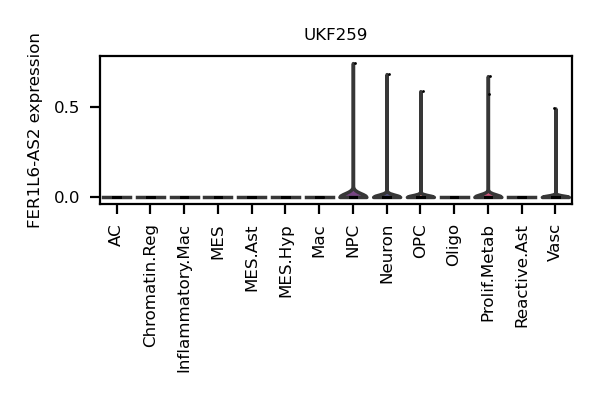 UKF259
FER1L6-AS2 expression
0.5
0.0
AC
Chromatin.Reg
Inflammatory.Mac
MES
MES.Ast
MES.Hyp
Mac
NPC
Neuron
OPC
Oligo
Prolif.Metab
Reactive.Ast
Vasc